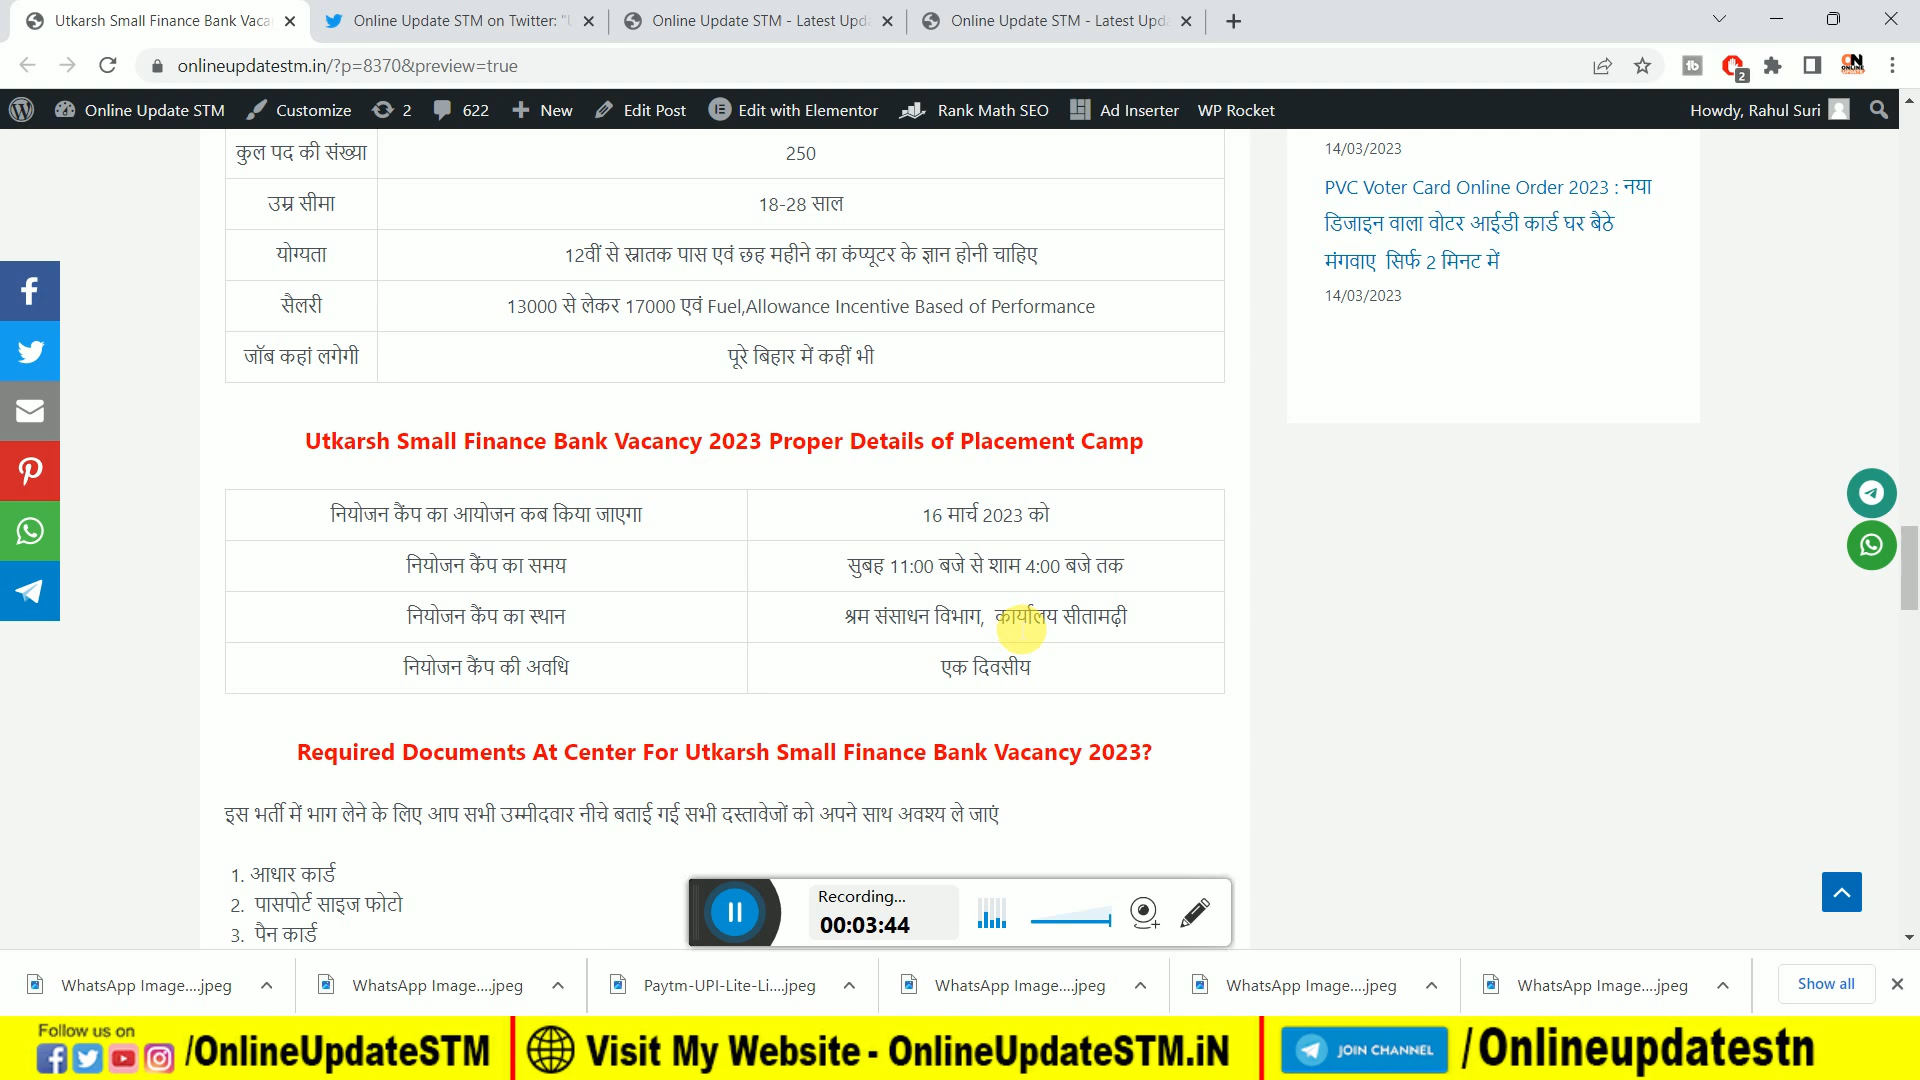 Utkarsh Small Finance Bank Vaca
Online Update STM on Twitter: "U
Online Update STM - Latest Upda
Online Update STM - Latest Upda
onlineupdatestm.in/?p=8370&preview=true
2
Online Update STM
Customize
2
622
New
Edit Post
Edit with Elementor
Rank Math SEO
Ad Inserter
WP Rocket
Howdy, Rahul Suri
कुल पद की संख्या
250
उम्र सीमा
18-28 साल
योग्यता
12वीं से स्नातक पास एवं छह महीने का कंप्यूटर के ज्ञान होनी चाहिए
सैलरी
13000 से लेकर 17000 एवं Fuel,Allowance Incentive Based of Performance
जॉब कहां लगेगी
पूरे बिहार में कहीं भी
14/03/2023
PVC Voter Card Online Order 2023 : नया
डिजाइन वाला वोटर आईडी कार्ड घर बैठे
मंगवाए सिर्फ 2 मिनट में
14/03/2023
Utkarsh Small Finance Bank Vacancy 2023 Proper Details of Placement Camp
नियोजन कैंप का आयोजन कब किया जाएगा
16 मार्च 2023 को
नियोजन कैंप का समय
सुबह 11:00 बजे से शाम 4:00 बजे तक
नियोजन कैंप का स्थान
श्रम संसाधन विभाग, कार्यालय सीतामढ़ी
नियोजन कैंप की अवधि
एक दिवसीय
Required Documents At Center For Utkarsh Small Finance Bank Vacancy 2023?
इस भर्ती में भाग लेने के लिए आप सभी उम्मीदवार नीचे बताई गई सभी दस्तावेजों को अपने साथ अवश्य ले जाएं
1. आधार कार्ड
2. पासपोर्ट साइज फोटो
3. पैन कार्ड
Recording...
00:03:44
WhatsApp Image....jpeg
WhatsApp Image....jpeg
Paytm-UPI-Lite-Li....jpeg
WhatsApp Image....jpeg
WhatsApp Image....jpeg
WhatsApp Image....jpeg
Show all
Follow us on
/OnlineUpdateSTM
Visit My Website - OnlineUpdateSTM.iN
JOIN CHANNEL
/Onlineupdatestn